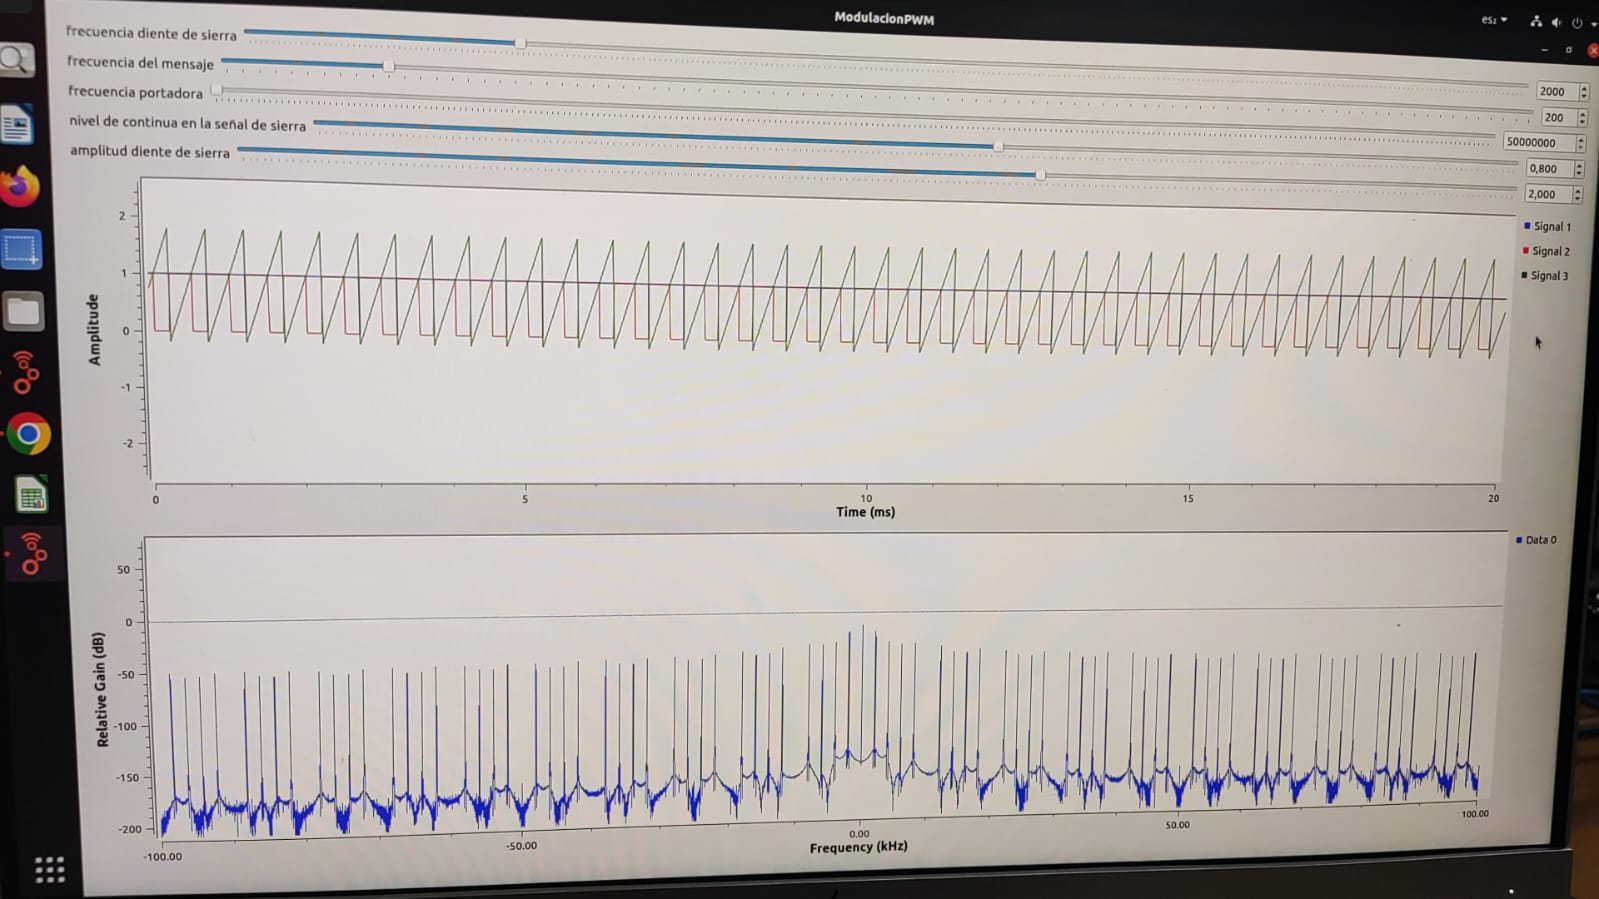 ModulacionPWM
es₂
frecuencia diente de sierra
2000
frecuencia del mensaje
200
frecuencia portadora
50000000
nivel de continua en la señal de sierra
0,800
amplitud diente de sierra
2,000
Signal 1
Signal 2
Signal 3
Amplitude
2
1
0
-1
-2
0 5 10 15 20
Time (ms)
Data 0
Relative Gain (dB)
50
0
-50
-100
-150
-200
-100.00 -50.00 0.00 50.00 100.00
Frequency (kHz)